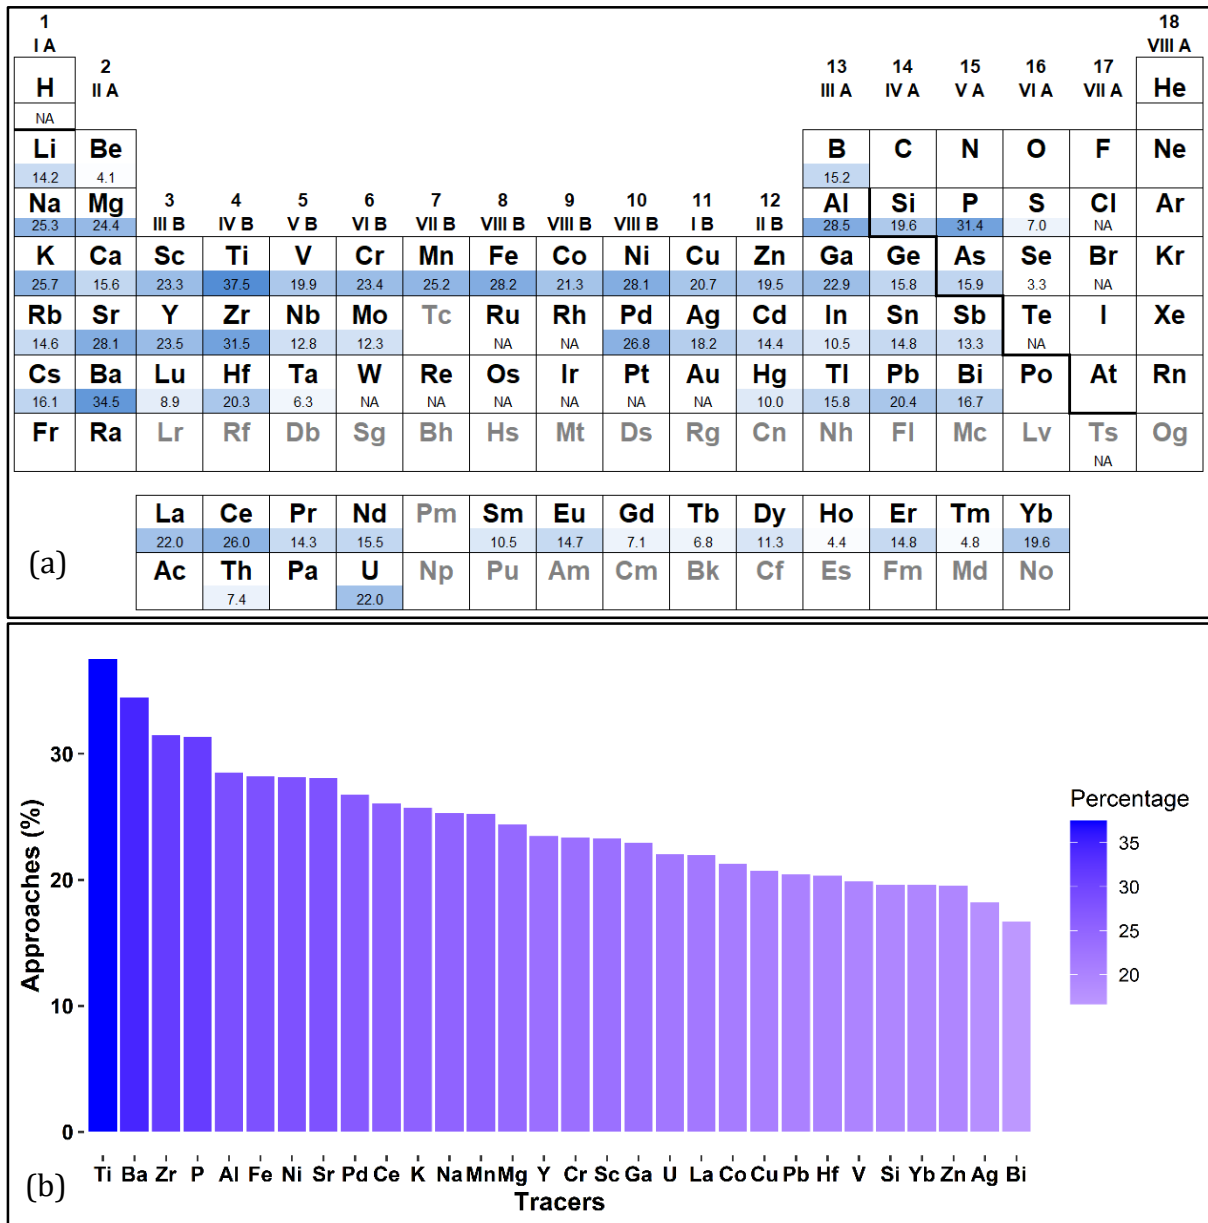 1 18
I A VIII A
2 13 14 15 16 17
H II A III A IV A V A VI A VII A He
NA
Li Be B C N O F Ne
14.2 4.1 15.2
Na Mg 3 4 5 6 7 8 9 10 11 12 Al Si P S Cl Ar
25.3 24.4 III B IV B V B VI B VII B VIII B VIII B VIII B I B II B 28.5 19.6 31.4 7.0 NA
K Ca Sc Ti V Cr Mn Fe Co Ni Cu Zn Ga Ge As Se Br Kr
25.7 15.6 23.3 37.5 19.9 23.4 25.2 28.2 21.3 28.1 20.7 19.5 22.9 15.8 15.9 3.3 NA
Rb Sr Y Zr Nb Mo Tc Ru Rh Pd Ag Cd In Sn Sb Te I Xe
14.6 28.1 23.5 31.5 12.8 12.3 NA NA 26.8 18.2 14.4 10.5 14.8 13.3 NA
Cs Ba Lu Hf Ta W Re Os Ir Pt Au Hg Tl Pb Bi Po At Rn
16.1 34.5 8.9 20.3 6.3 NA NA NA NA NA NA 10.0 15.8 20.4 16.7
Fr Ra Lr Rf Db Sg Bh Hs Mt Ds Rg Cn Nh Fl Mc Lv Ts Og
NA
La Ce Pr Nd Pm Sm Eu Gd Tb Dy Ho Er Tm Yb
22.0 26.0 14.3 15.5 10.5 14.7 7.1 6.8 11.3 4.4 14.8 4.8 19.6
Ac Th Pa U Np Pu Am Cm Bk Cf Es Fm Md No
7.4 22.0
(a)
Approaches (%)
30
20
10
0
Ti Ba Zr P Al Fe Ni Sr Pd Ce K Na Mn Mg Y Cr Sc Ga U La Co Cu Pb Hf V Si Yb Zn Ag Bi
Tracers
Percentage
35
30
25
20
(b)